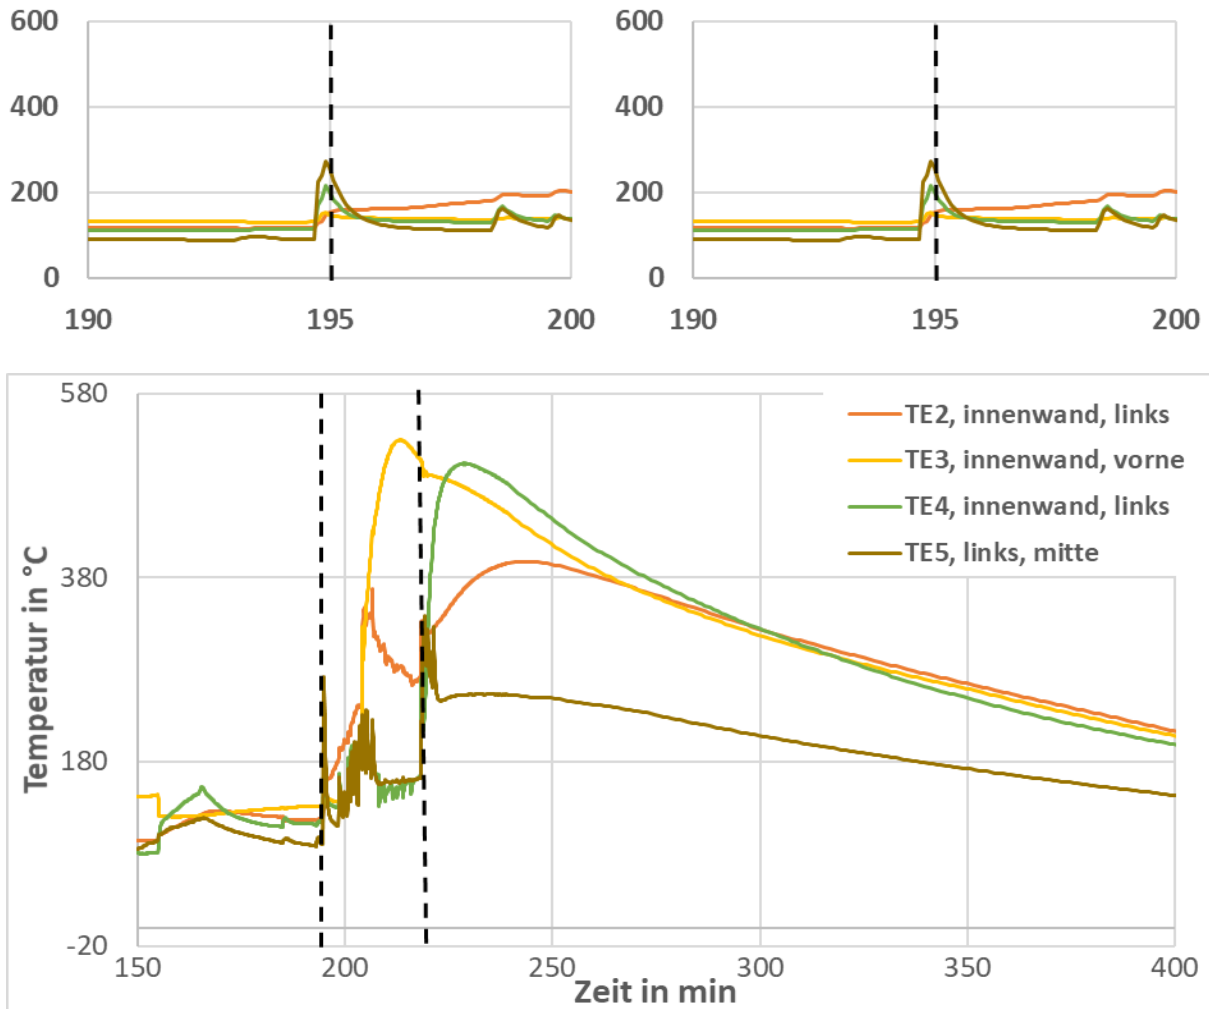 600
400
200
0
190 195 200
600
400
200
0
190 195 200
580
380
180
-20
150 200 250 300 350 400
Temperatur in °C
Zeit in min
TE2, innenwand, links
TE3, innenwand, vorne
TE4, innenwand, links
TE5, links, mitte